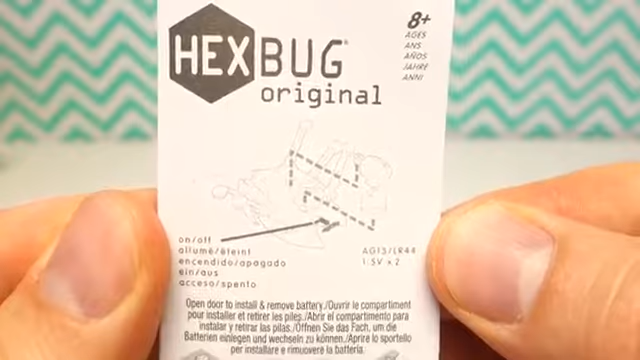 HEXBUG
original
8+
AGES
ANS
AÑOS
JAHRE
ANNI
on/off
allumé/éteint
encendido/apagado
ein/aus
acceso/spento
AG13/LR44
1.5V x 2
Open door to install & remove battery./Ouvrir le compartiment
pour installer et retirer les piles./Abrir el compartimento para
instalar y retirar las pilas./Öffnen Sie das Fach, um die
Batterien einlegen und wechseln zu können./Aprire lo sportello
per installare e rimuovere la batteria.